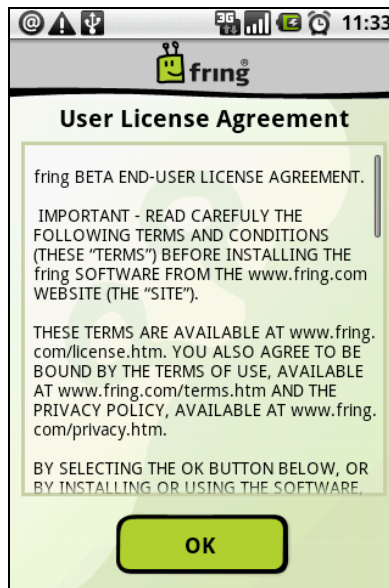 3G 11:33
fring®
User License Agreement
fring BETA END-USER LICENSE AGREEMENT.
IMPORTANT - READ CAREFULY THE
FOLLOWING TERMS AND CONDITIONS
(THESE “TERMS”) BEFORE INSTALLING THE
fring SOFTWARE FROM THE www.fring.com
WEBSITE (THE “SITE”).
THESE TERMS ARE AVAILABLE AT www.fring.
com/license.htm. YOU ALSO AGREE TO BE
BOUND BY THE TERMS OF USE, AVAILABLE
AT www.fring.com/terms.htm AND THE
PRIVACY POLICY, AVAILABLE AT www.fring.
com/privacy.htm.
BY SELECTING THE OK BUTTON BELOW, OR
BY INSTALLING OR USING THE SOFTWARE,
OK